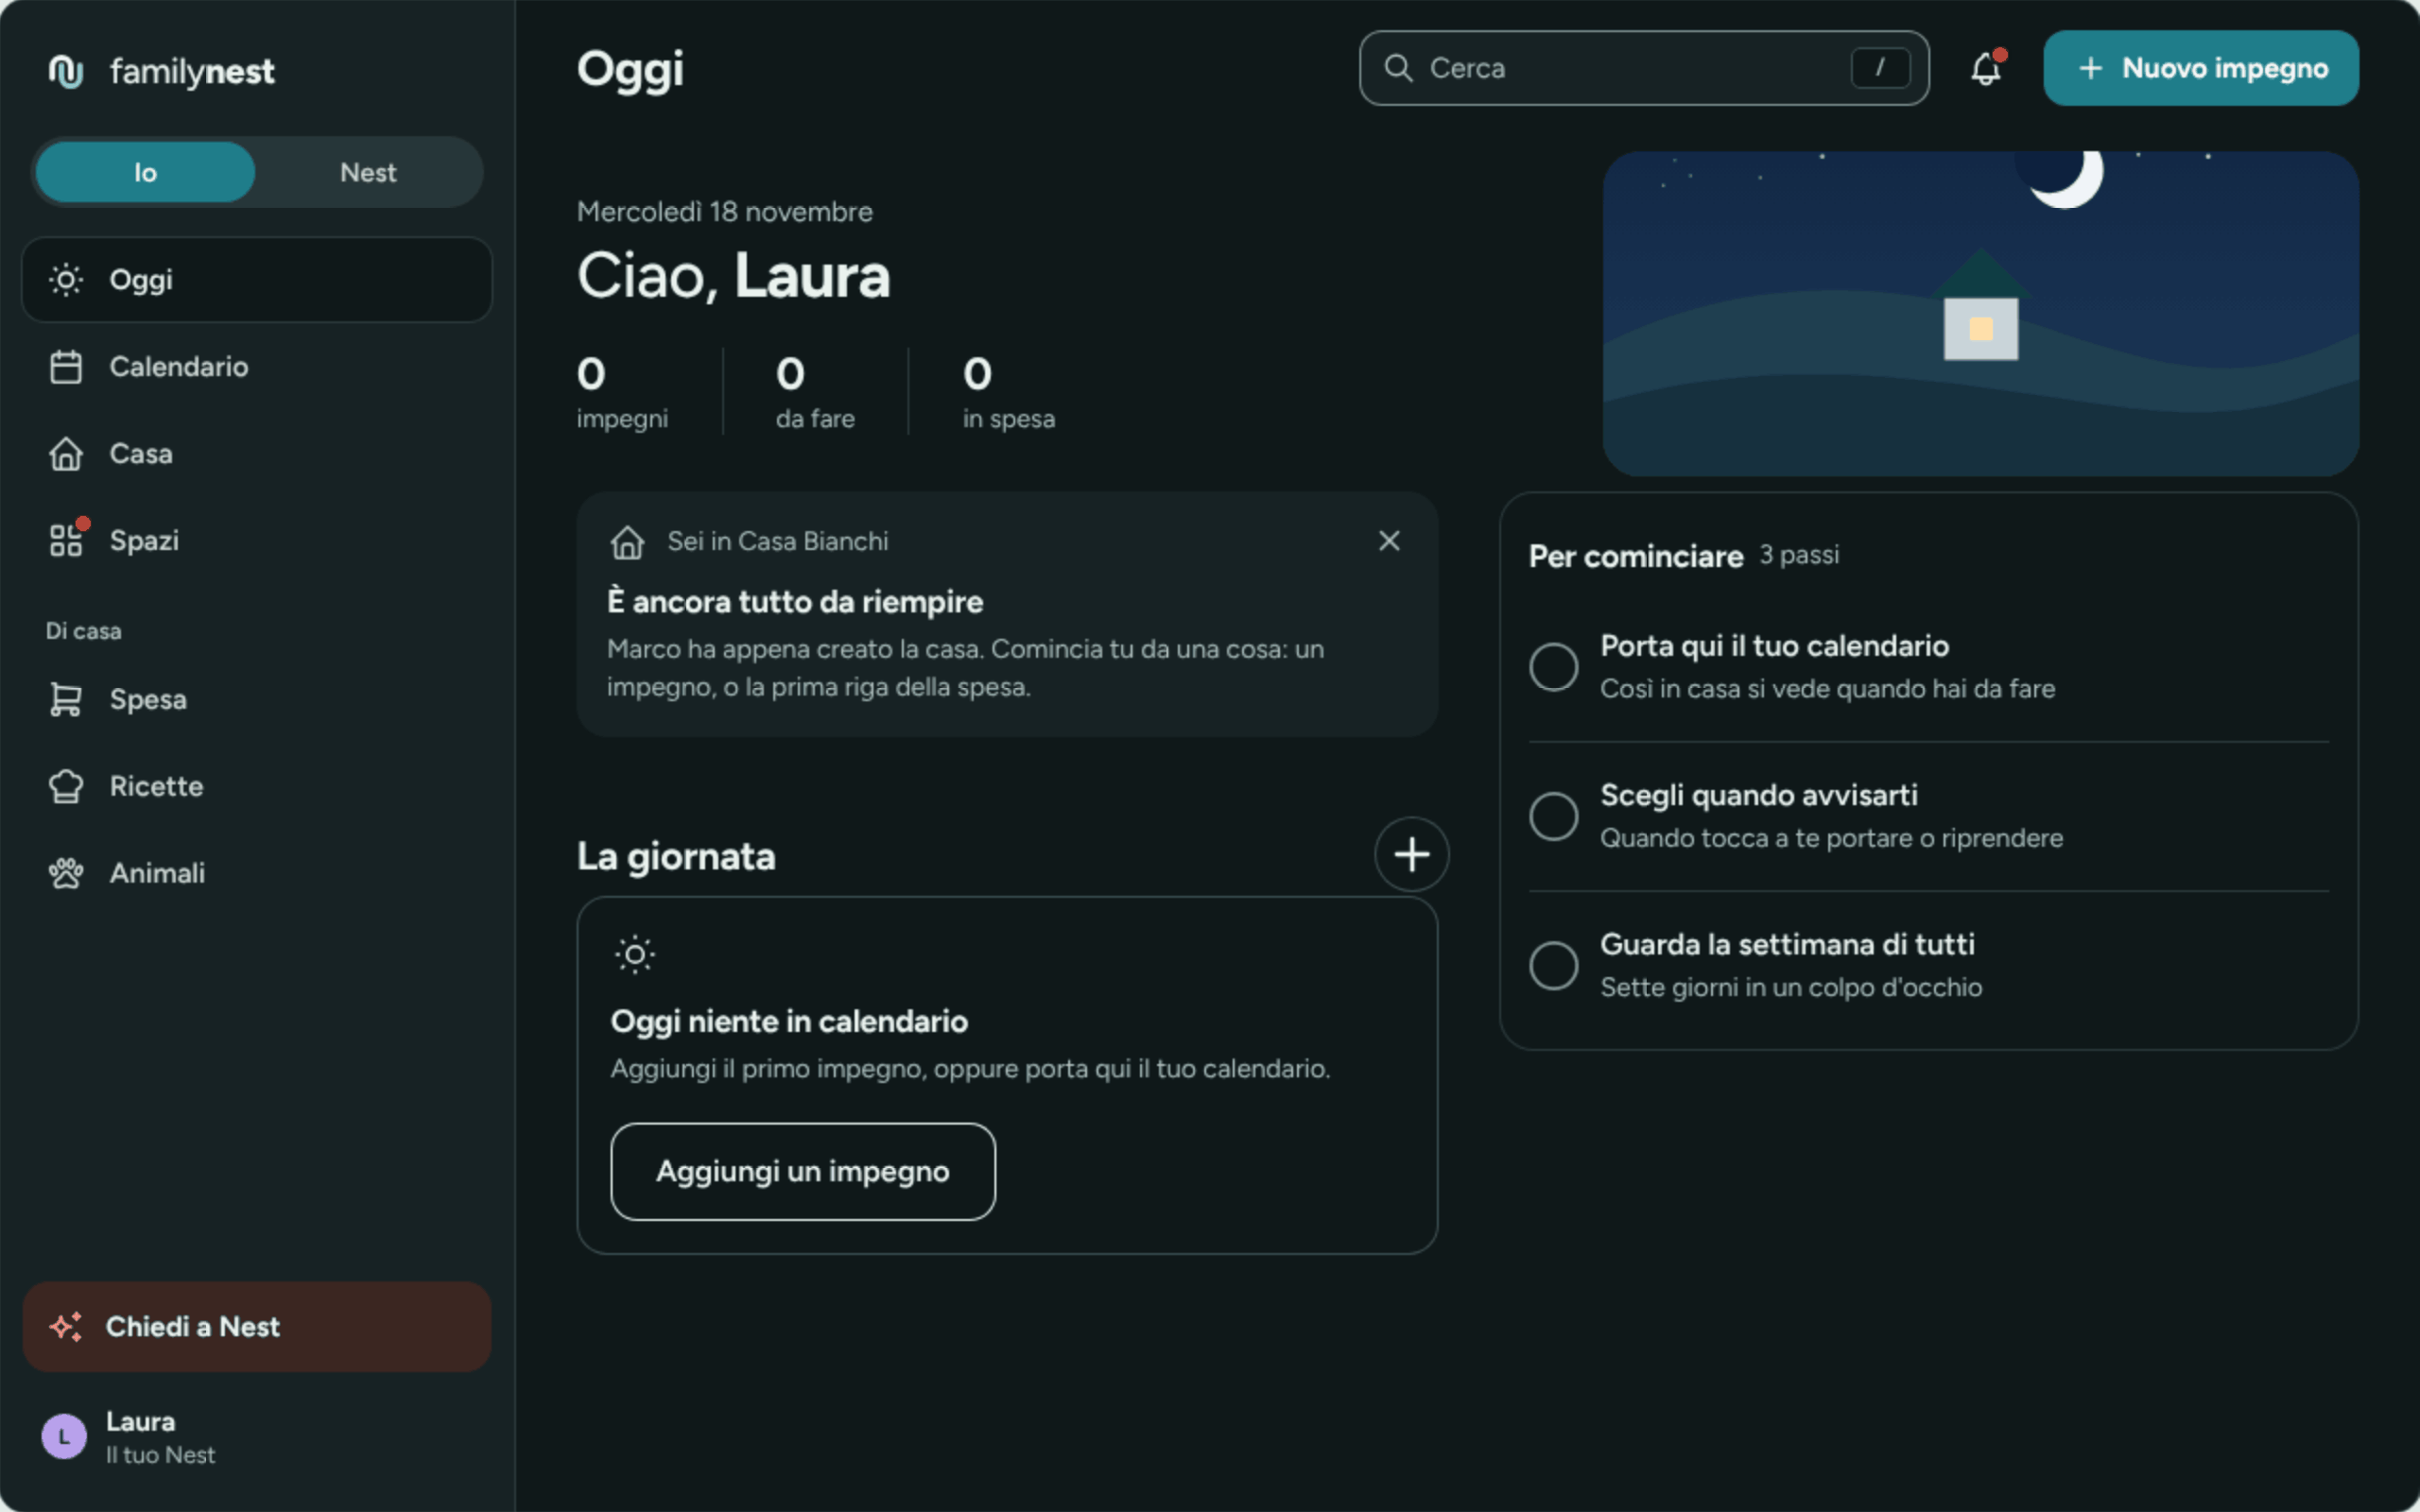 familynest
Io
Nest
Oggi
Calendario
Casa
Spazi
Di casa
Spesa
Ricette
Animali
Chiedi a Nest
L
Laura
Il tuo Nest
Oggi
Cerca
/
Nuovo impegno
Mercoledì 18 novembre
Ciao, Laura
0
impegni
0
da fare
0
in spesa
Sei in Casa Bianchi
È ancora tutto da riempire
Marco ha appena creato la casa. Comincia tu da una cosa: un
impegno, o la prima riga della spesa.
La giornata
Oggi niente in calendario
Aggiungi il primo impegno, oppure porta qui il tuo calendario.
Aggiungi un impegno
Per cominciare 3 passi
Porta qui il tuo calendario
Così in casa si vede quando hai da fare
Scegli quando avvisarti
Quando tocca a te portare o riprendere
Guarda la settimana di tutti
Sette giorni in un colpo d'occhio